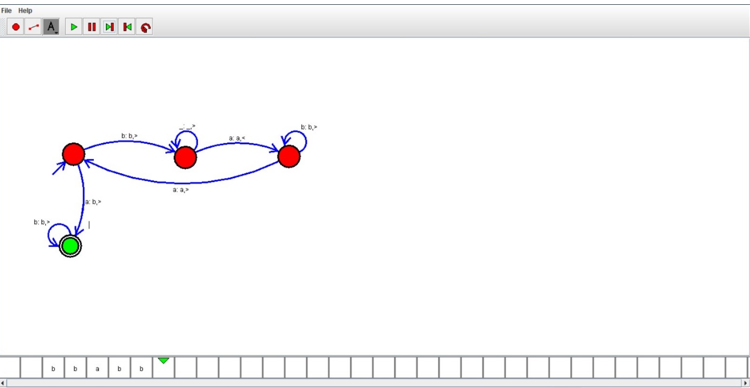 File Help
A
b: b,>
_: _,>
a: a,<
b: b,>
a: a,>
a: b,>
b: b,>
b b a b b